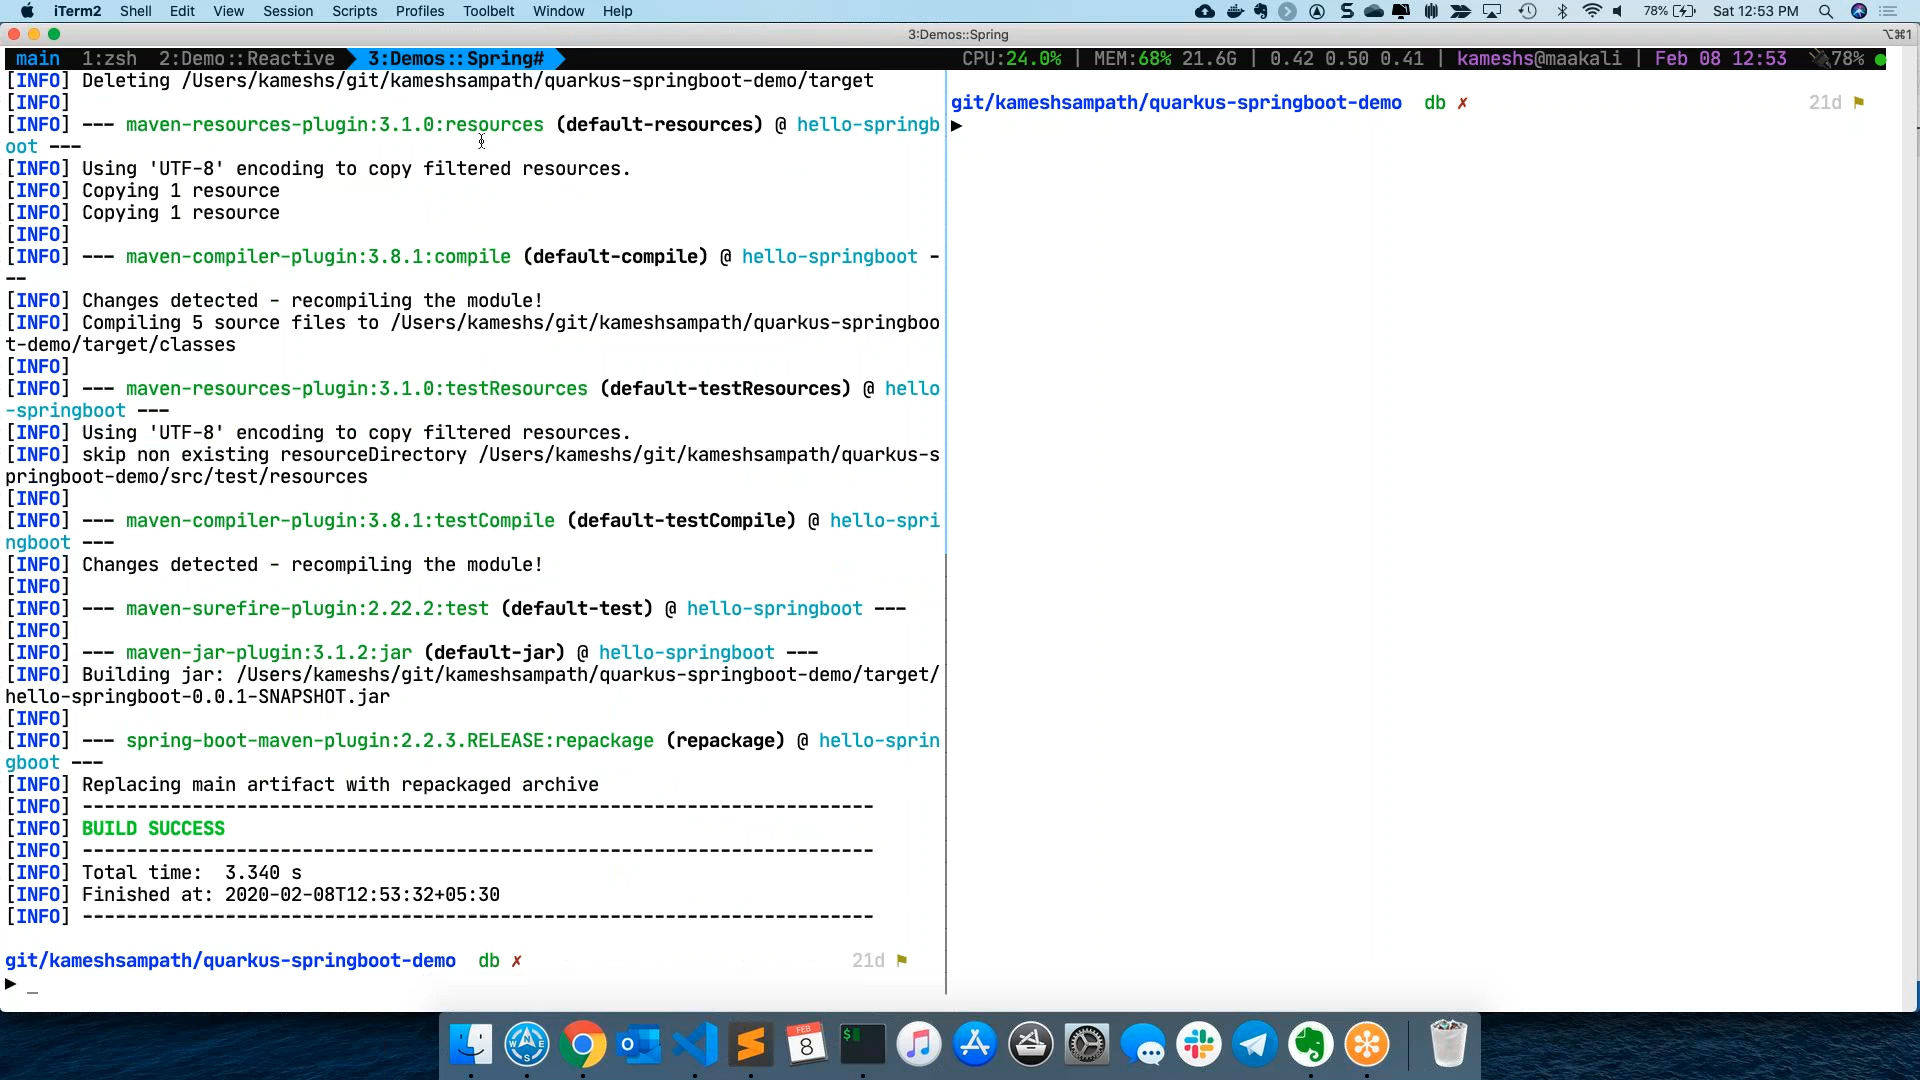 iTerm2 Shell Edit View Session Scripts Profiles Toolbelt Window Help 78% Sat 12:53 PM
3:Demos::Spring ⌥⌘1
main 1:zsh 2:Demo::Reactive 3:Demos::Spring# CPU:24.0% | MEM:68% 21.6G | 0.42 0.50 0.41 | kameshs@maakali | Feb 08 12:53 78%
[INFO] Deleting /Users/kameshs/git/kameshsampath/quarkus-springboot-demo/target
[INFO]
[INFO] --- maven-resources-plugin:3.1.0:resources (default-resources) @ hello-springb
oot ---
[INFO] Using 'UTF-8' encoding to copy filtered resources.
[INFO] Copying 1 resource
[INFO] Copying 1 resource
[INFO]
[INFO] --- maven-compiler-plugin:3.8.1:compile (default-compile) @ hello-springboot -
--
[INFO] Changes detected - recompiling the module!
[INFO] Compiling 5 source files to /Users/kameshs/git/kameshsampath/quarkus-springboo
t-demo/target/classes
[INFO]
[INFO] --- maven-resources-plugin:3.1.0:testResources (default-testResources) @ hello
-springboot ---
[INFO] Using 'UTF-8' encoding to copy filtered resources.
[INFO] skip non existing resourceDirectory /Users/kameshs/git/kameshsampath/quarkus-s
pringboot-demo/src/test/resources
[INFO]
[INFO] --- maven-compiler-plugin:3.8.1:testCompile (default-testCompile) @ hello-spri
ngboot ---
[INFO] Changes detected - recompiling the module!
[INFO]
[INFO] --- maven-surefire-plugin:2.22.2:test (default-test) @ hello-springboot ---
[INFO]
[INFO] --- maven-jar-plugin:3.1.2:jar (default-jar) @ hello-springboot ---
[INFO] Building jar: /Users/kameshs/git/kameshsampath/quarkus-springboot-demo/target/
hello-springboot-0.0.1-SNAPSHOT.jar
[INFO]
[INFO] --- spring-boot-maven-plugin:2.2.3.RELEASE:repackage (repackage) @ hello-sprin
gboot ---
[INFO] Replacing main artifact with repackaged archive
[INFO] ------------------------------------------------------------------------
[INFO] BUILD SUCCESS
[INFO] ------------------------------------------------------------------------
[INFO] Total time:  3.340 s
[INFO] Finished at: 2020-02-08T12:53:32+05:30
[INFO] ------------------------------------------------------------------------
git/kameshsampath/quarkus-springboot-demo db ✗ 21d
▶ _
git/kameshsampath/quarkus-springboot-demo db ✗ 21d
▶
FEB
8